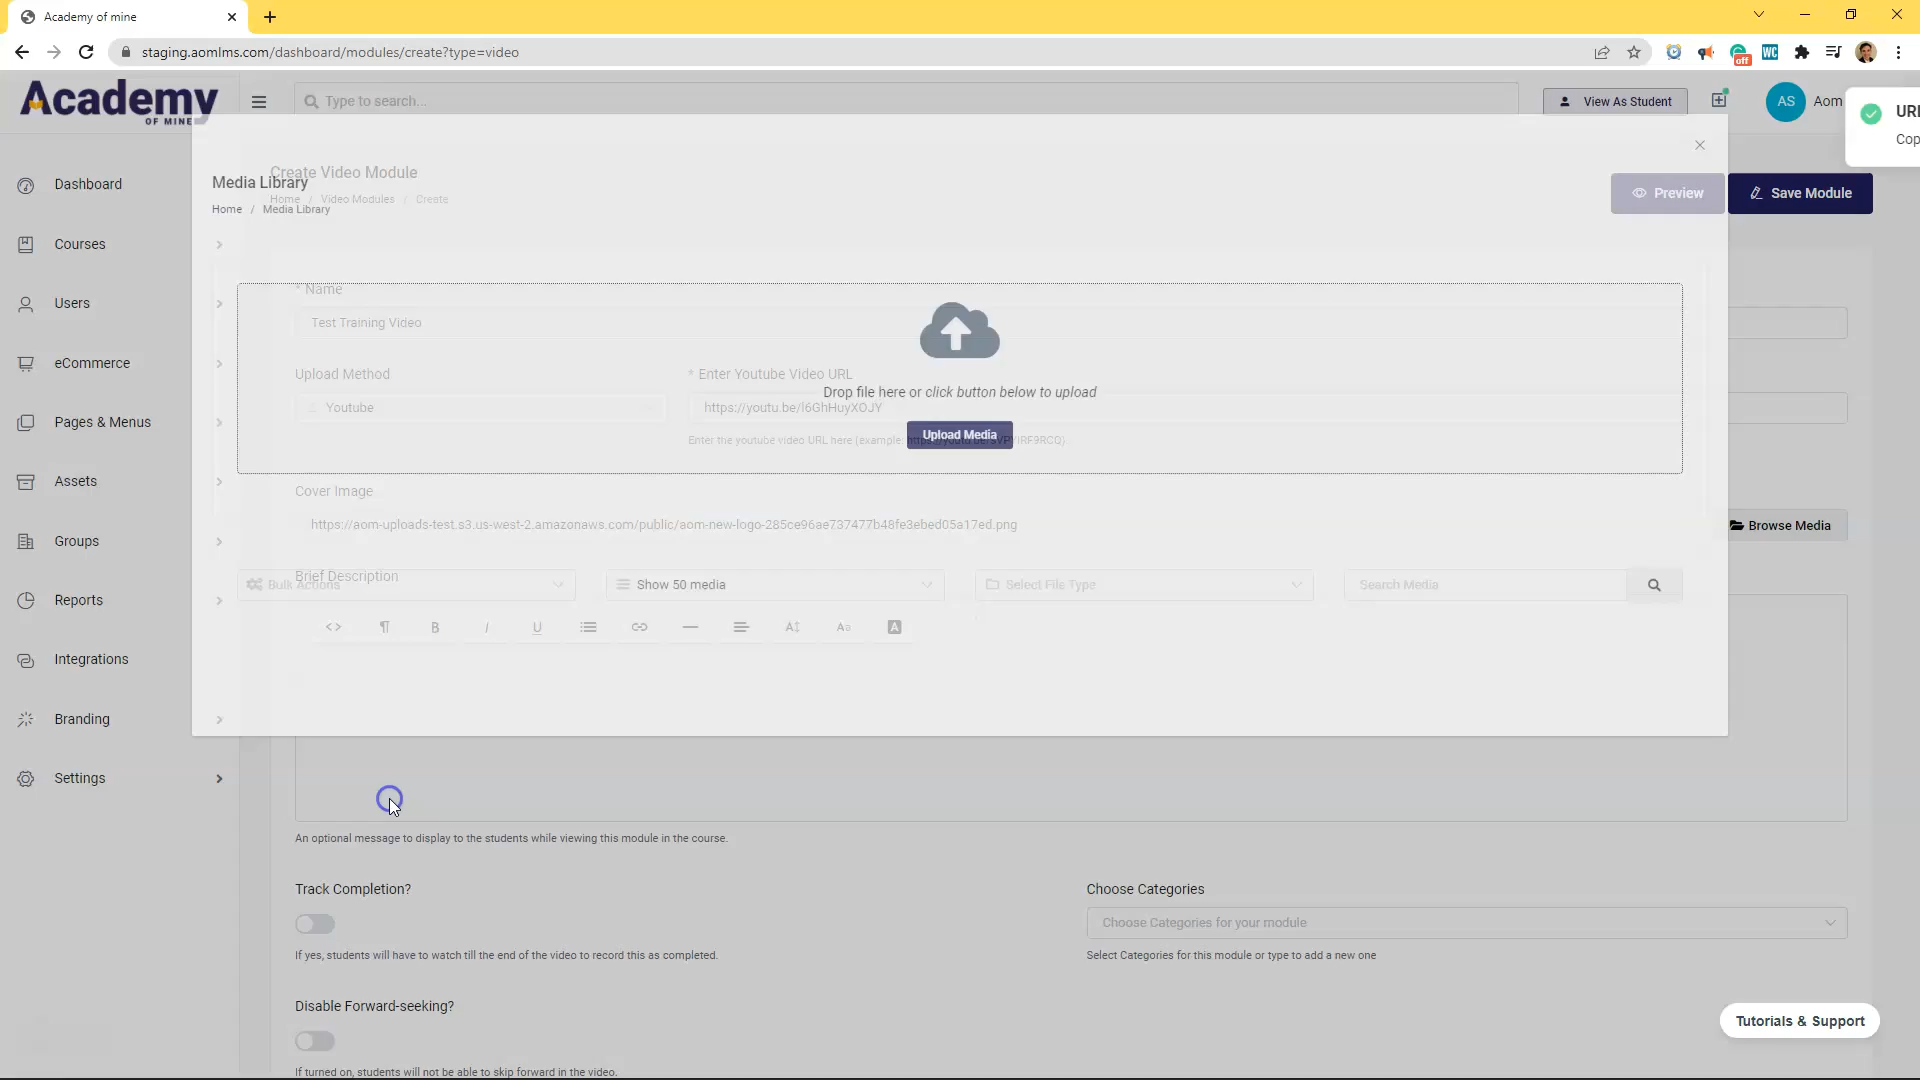 Academy of mine
staging.aomlms.com/dashboard/modules/create?type=video
off
WC
Academy
OF MINE
Type to search...
View As Student
AS
Aom
URL
Cop
Dashboard
Courses
Users
eCommerce
Pages & Menus
Assets
Groups
Reports
Integrations
Branding
Settings
Create Video Module
Home / Video Modules / Create
Media Library
Home / Media Library
Preview
Save Module
* Name
Test Training Video
Upload Method
Youtube
* Enter Youtube Video URL
https://youtu.be/l6GhHuyXOJY
Enter the youtube video URL here (example:
Drop file here or click button below to upload
Upload Media
Cover Image
https://aom-uploads-test.s3.us-west-2.amazonaws.com/public/aom-new-logo-285ce96ae737477b48fe3ebed05a17ed.png
Browse Media
Brief Description
Bulk Actions
Show 50 media
Select File Type
Search Media
An optional message to display to the students while viewing this module in the course.
Track Completion?
If yes, students will have to watch till the end of the video to record this as completed.
Choose Categories
Choose Categories for your module
Select Categories for this module or type to add a new one
Disable Forward-seeking?
If turned on, students will not be able to skip forward in the video.
Tutorials & Support